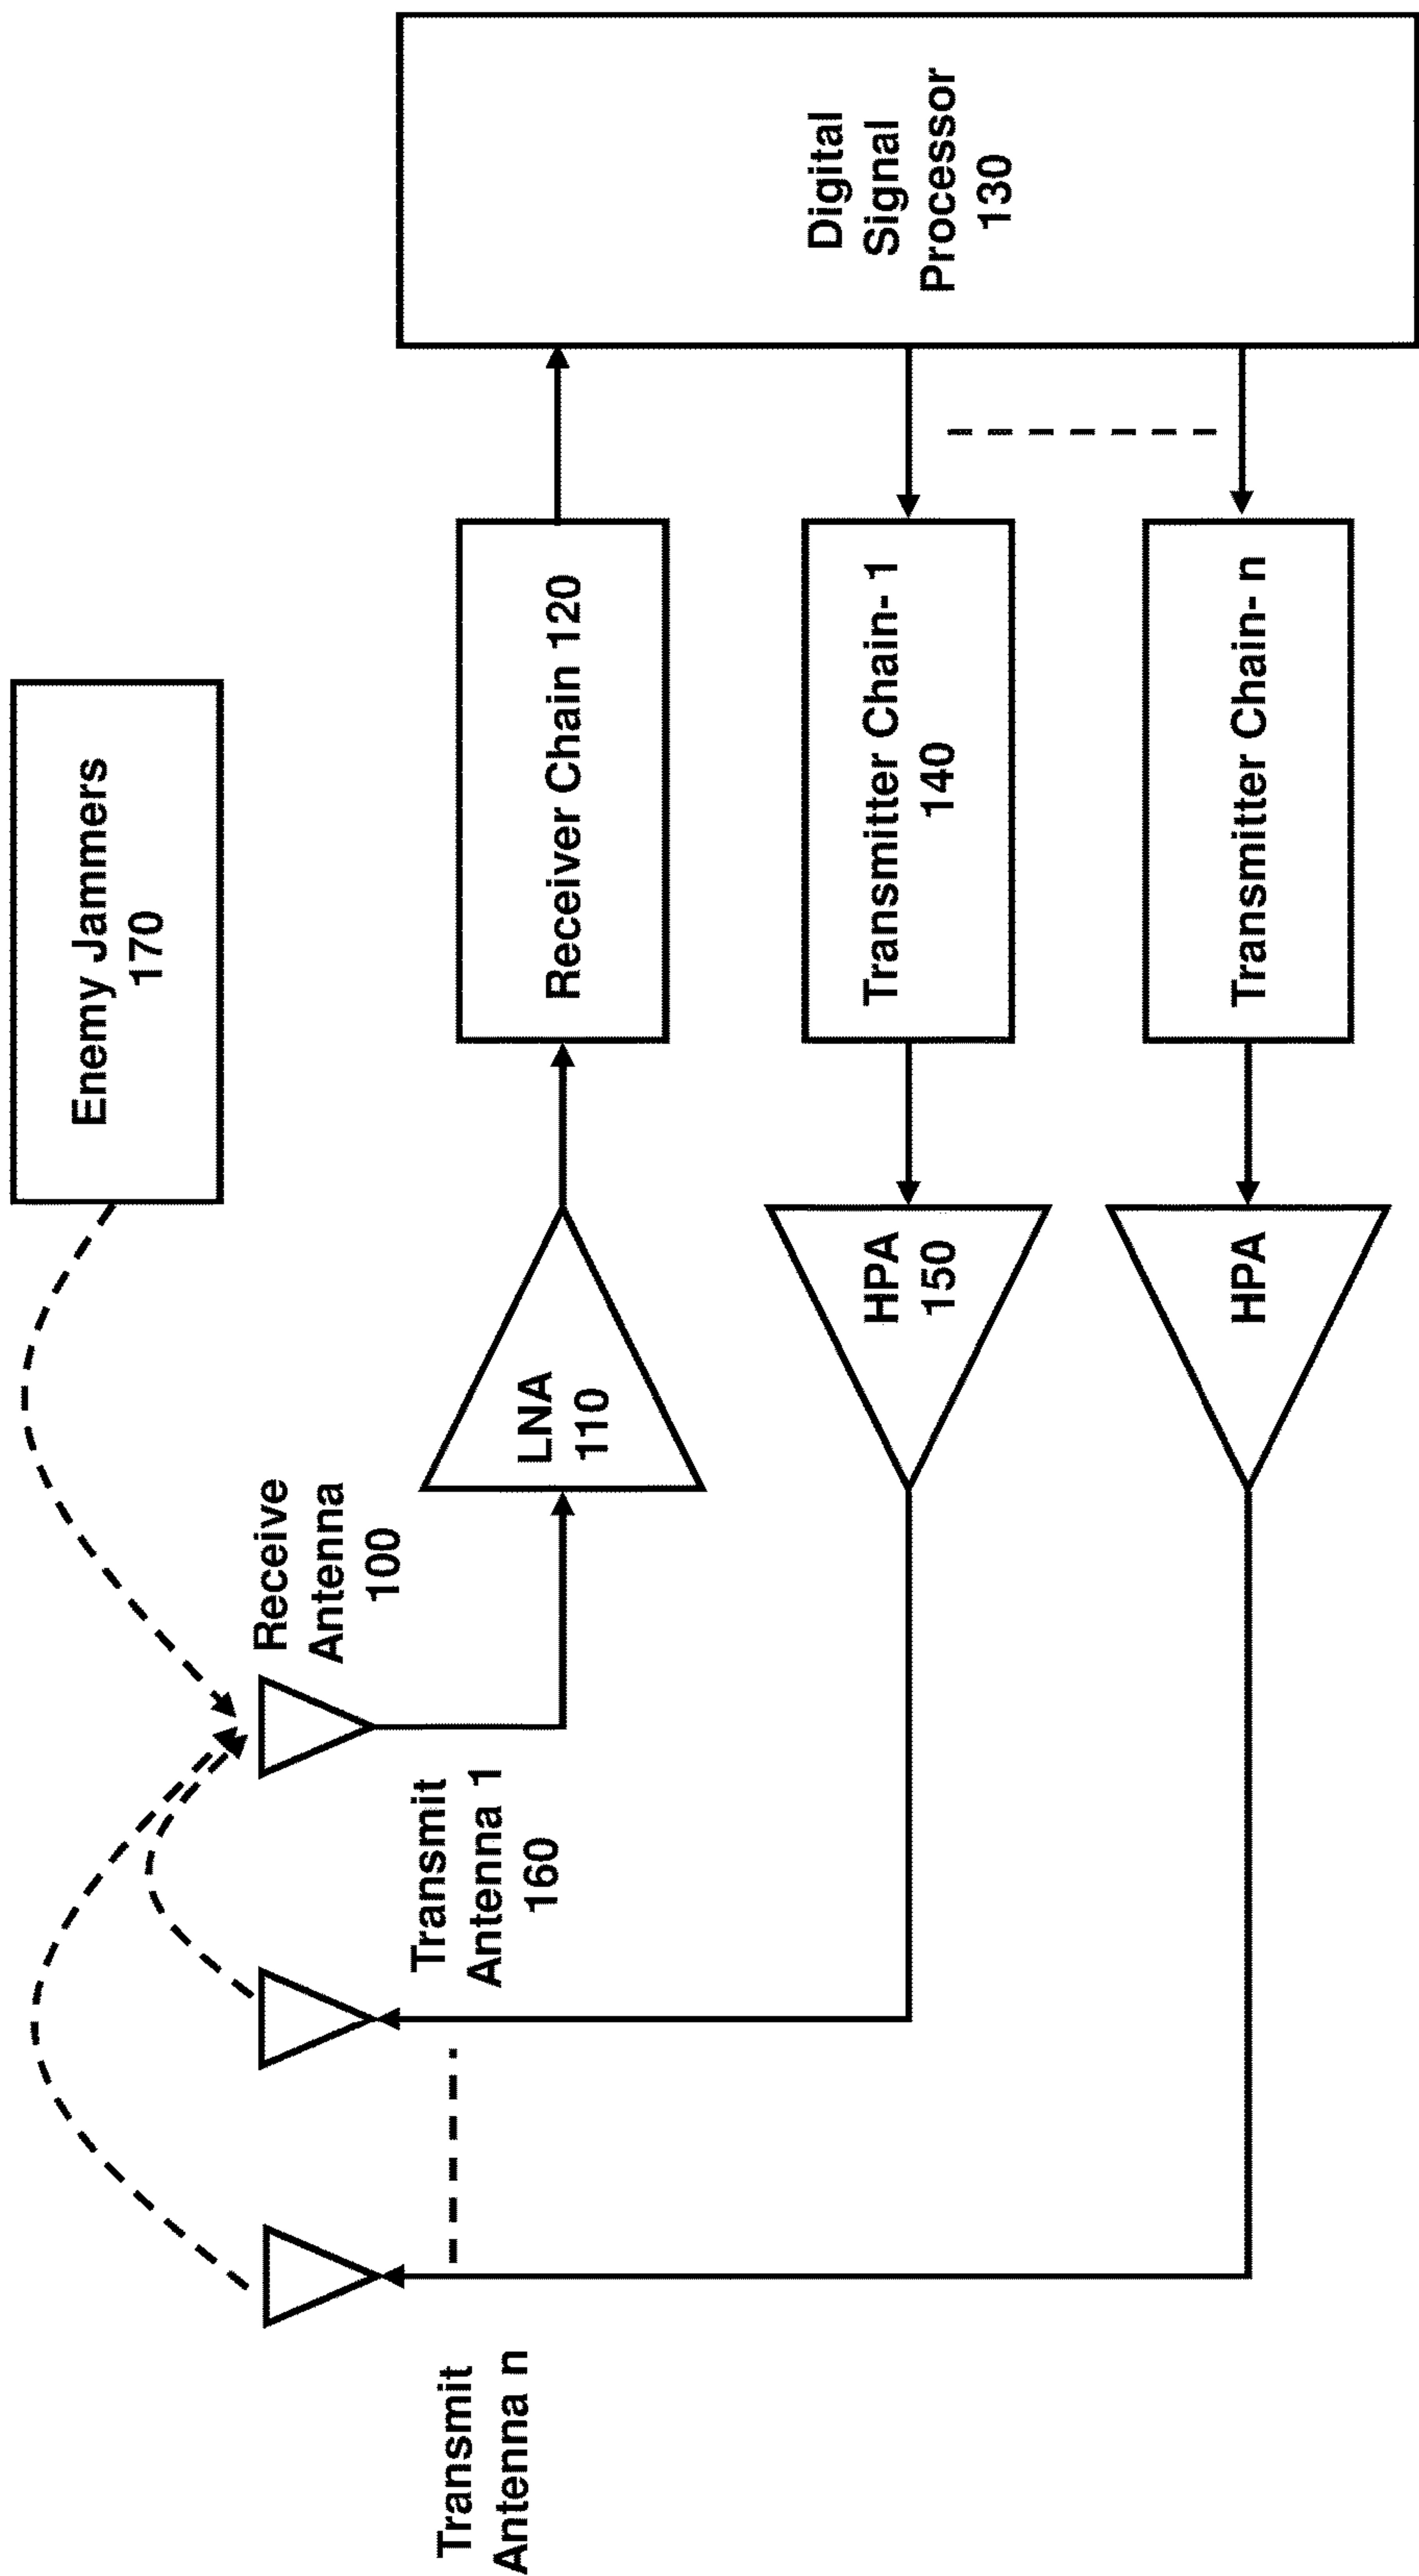 Enemy Jammers
170
Receive
Antenna
100
Transmit
Antenna n
Transmit
Antenna 1
160
LNA
110
Receiver Chain 120
Digital
Signal
Processor
130
HPA
150
Transmitter Chain- 1
140
HPA
Transmitter Chain- n